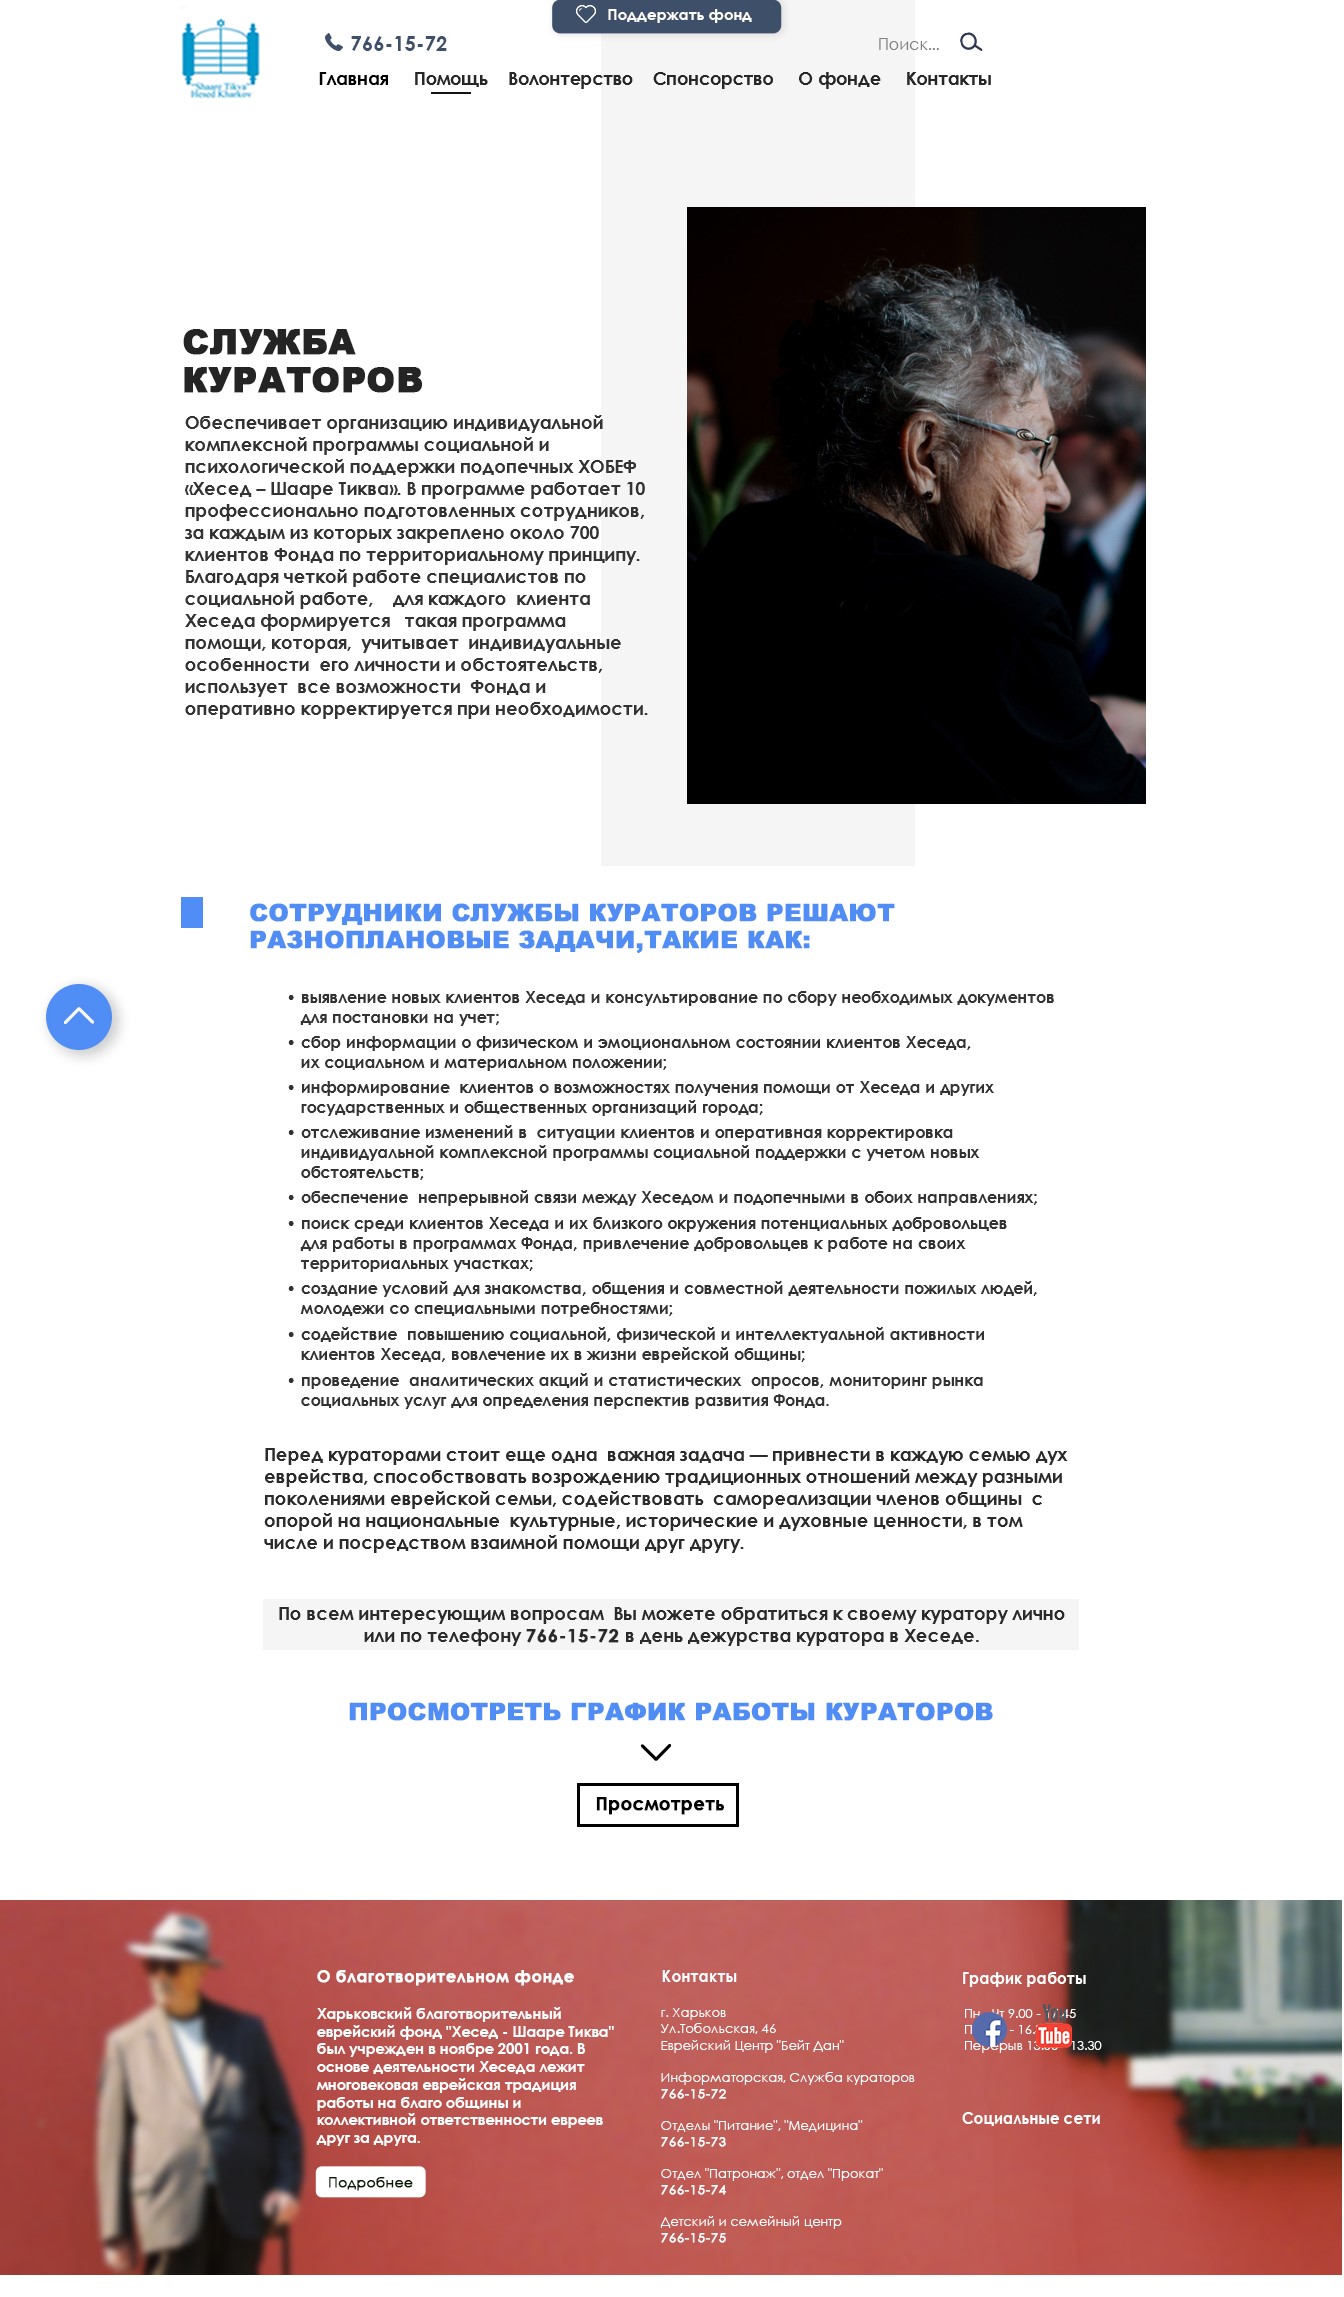 Поддержать фонд
766-15-72
Поиск...
"Shaare Tikva"
Hesed Kharkov
Главная Помощь Волонтерство Спонсорство О фонде Контакты
СЛУЖБА
КУРАТОРОВ
Обеспечивает организацию индивидуальной
комплексной программы социальной и
психологической поддержки подопечных ХОБЕФ
«Хесед – Шааре Тиква». В программе работает 10
профессионально подготовленных сотрудников,
за каждым из которых закреплено около 700
клиентов Фонда по территориальному принципу.
Благодаря четкой работе специалистов по
социальной работе, для каждого клиента
Хеседа формируется такая программа
помощи, которая, учитывает индивидуальные
особенности его личности и обстоятельств,
использует все возможности Фонда и
оперативно корректируется при необходимости.
СОТРУДНИКИ СЛУЖБЫ КУРАТОРОВ РЕШАЮТ
РАЗНОПЛАНОВЫЕ ЗАДАЧИ,ТАКИЕ КАК:
• выявление новых клиентов Хеседа и консультирование по сбору необходимых документов
для постановки на учет;
• сбор информации о физическом и эмоциональном состоянии клиентов Хеседа,
их социальном и материальном положении;
• информирование клиентов о возможностях получения помощи от Хеседа и других
государственных и общественных организаций города;
• отслеживание изменений в ситуации клиентов и оперативная корректировка
индивидуальной комплексной программы социальной поддержки с учетом новых
обстоятельств;
• обеспечение непрерывной связи между Хеседом и подопечными в обоих направлениях;
• поиск среди клиентов Хеседа и их близкого окружения потенциальных добровольцев
для работы в программах Фонда, привлечение добровольцев к работе на своих
территориальных участках;
• создание условий для знакомства, общения и совместной деятельности пожилых людей,
молодежи со специальными потребностями;
• содействие повышению социальной, физической и интеллектуальной активности
клиентов Хеседа, вовлечение их в жизни еврейской общины;
• проведение аналитических акций и статистических опросов, мониторинг рынка
социальных услуг для определения перспектив развития Фонда.
Перед кураторами стоит еще одна важная задача — привнести в каждую семью дух
еврейства, способствовать возрождению традиционных отношений между разными
поколениями еврейской семьи, содействовать самореализации членов общины с
опорой на национальные культурные, исторические и духовные ценности, в том
числе и посредством взаимной помощи друг другу.
По всем интересующим вопросам Вы можете обратиться к своему куратору лично
или по телефону 766-15-72 в день дежурства куратора в Хеседе.
ПРОСМОТРЕТЬ ГРАФИК РАБОТЫ КУРАТОРОВ
Просмотреть
О благотворительном фонде
Харьковский благотворительный
еврейский фонд "Хесед - Шааре Тиква"
был учрежден в ноябре 2001 года. В
основе деятельности Хеседа лежит
многовековая еврейская традиция
работы на благо общины и
коллективной ответственности евреев
друг за друга.
Подробнее
Контакты
г. Харьков
Ул.Тобольская, 46
Еврейский Центр "Бейт Дан"
Информаторская, Служба кураторов
766-15-72
Отделы "Питание", "Медицина"
766-15-73
Отдел "Патронаж", отдел "Прокат"
766-15-74
Детский и семейный центр
766-15-75
График работы
9.00 -
Перерыв - 13.30
You
Tube
Социальные сети